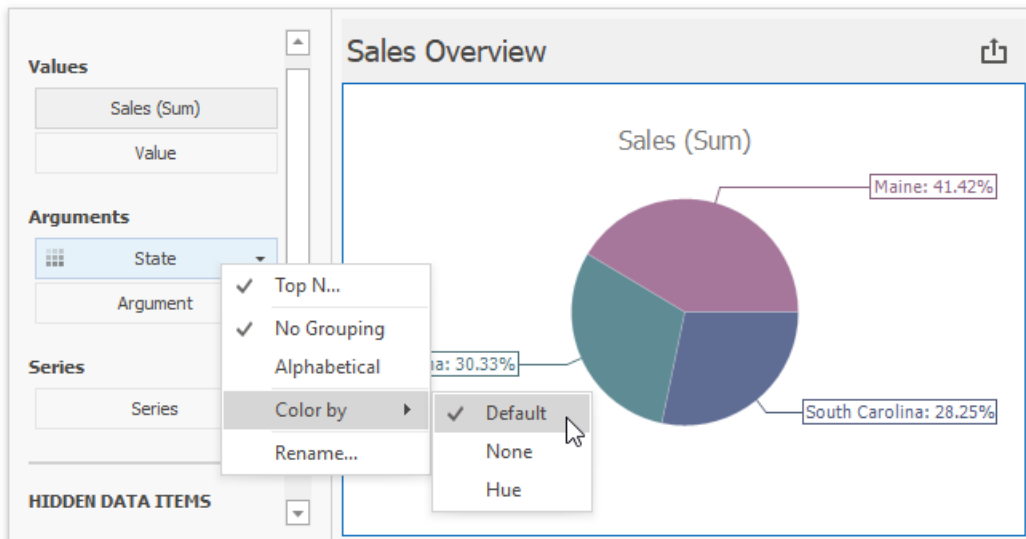 Values
Sales (Sum)
Value
Arguments
State
Argument
Series
Series
HIDDEN DATA ITEMS
Top N...
No Grouping
Alphabetical
Color by
Rename...
Default
None
Hue
Sales Overview
Sales (Sum)
Maine: 41.42%
30.33%
South Carolina: 28.25%